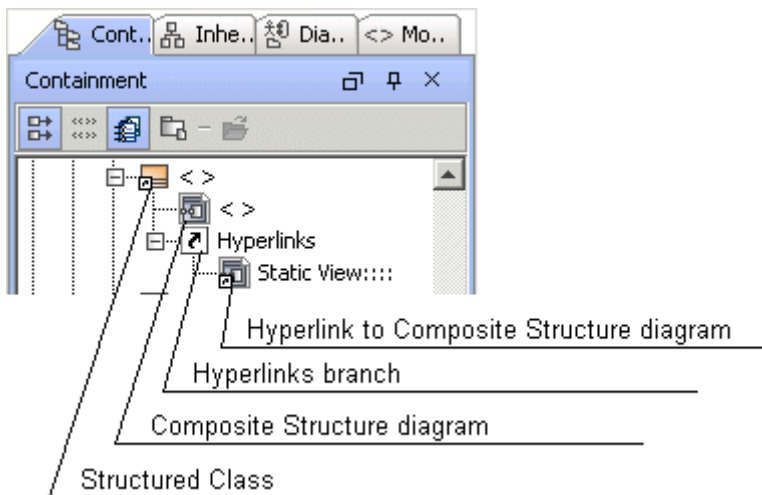 Cont.. Inhe.. Dia.. <> Mo..
Containment
< >
< >
Hyperlinks
Static View::::
Hyperlink to Composite Structure diagram
Hyperlinks branch
Composite Structure diagram
Structured Class